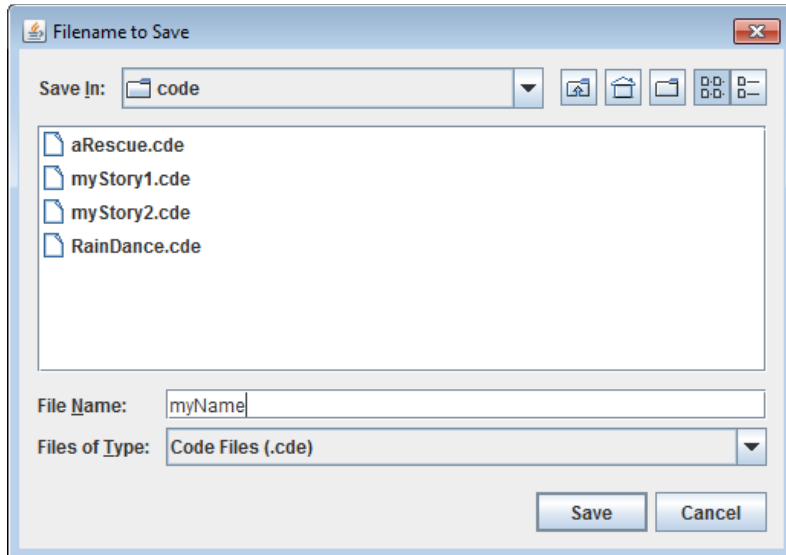 Filename to Save
Save In: code
aRescue.cde
myStory1.cde
myStory2.cde
RainDance.cde
File Name: myName
Files of Type: Code Files (.cde)
Save Cancel